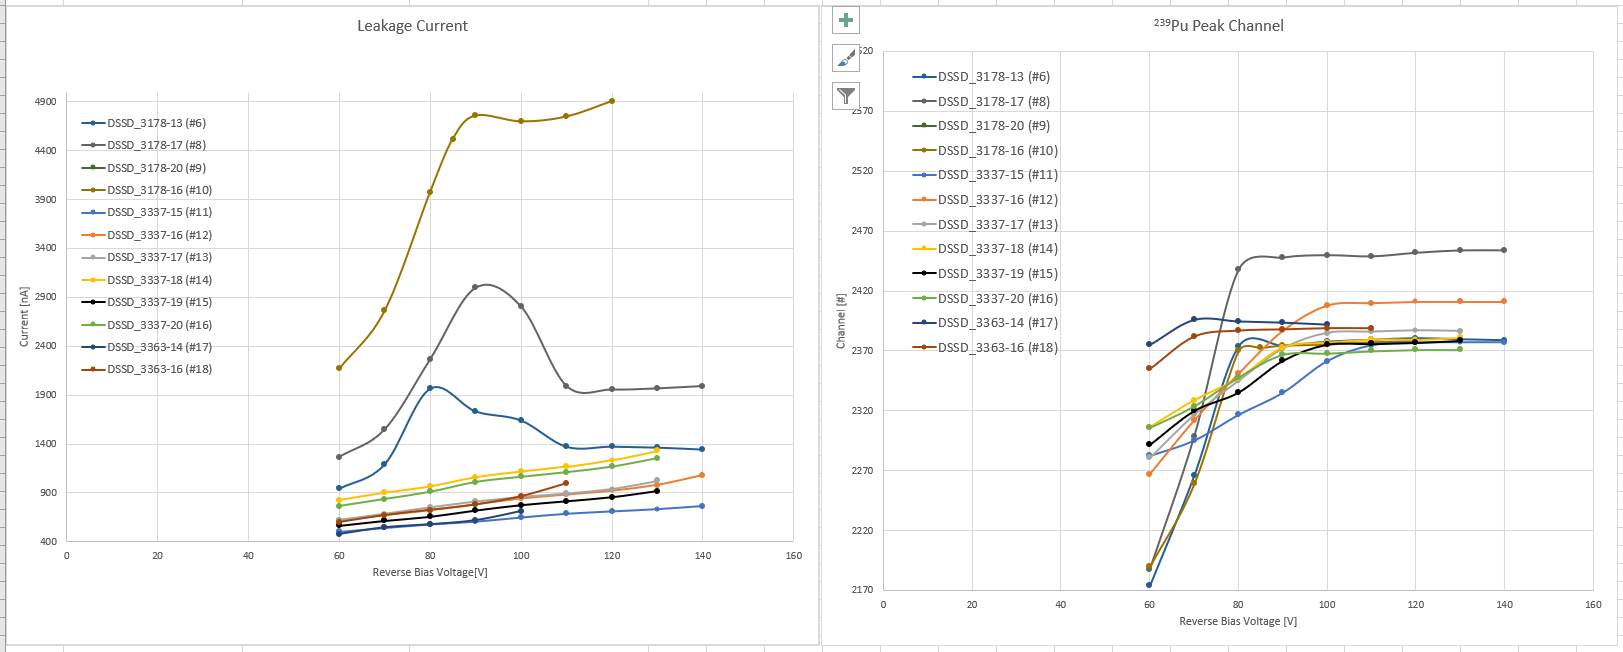 Leakage Current
4900
4400
3900
3400
2900
2400
1900
1400
900
400
Current [nA]
DSSD_3178-13 (#6)
DSSD_3178-17 (#8)
DSSD_3178-20 (#9)
DSSD_3178-16 (#10)
DSSD_3337-15 (#11)
DSSD_3337-16 (#12)
DSSD_3337-17 (#13)
DSSD_3337-18 (#14)
DSSD_3337-19 (#15)
DSSD_3337-20 (#16)
DSSD_3363-14 (#17)
DSSD_3363-16 (#18)
0 20 40 60 80 100 120 140 160
Reverse Bias Voltage[V]
²³⁹Pu Peak Channel
520
2570
2520
2470
2420
2370
2320
2270
2220
2170
Channel [#]
DSSD_3178-13 (#6)
DSSD_3178-17 (#8)
DSSD_3178-20 (#9)
DSSD_3178-16 (#10)
DSSD_3337-15 (#11)
DSSD_3337-16 (#12)
DSSD_3337-17 (#13)
DSSD_3337-18 (#14)
DSSD_3337-19 (#15)
DSSD_3337-20 (#16)
DSSD_3363-14 (#17)
DSSD_3363-16 (#18)
0 20 40 60 80 100 120 140 160
Reverse Bias Voltage [V]